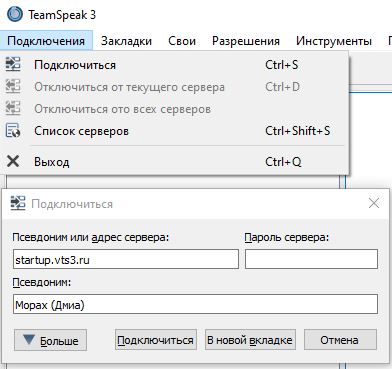 TeamSpeak 3
Подключения Закладки Свои Разрешения Инструменты
Подключиться Ctrl+S
Отключиться от текущего сервера Ctrl+D
Отключиться ото всех серверов
Список серверов Ctrl+Shift+S
Выход Ctrl+Q
Подключиться
Псевдоним или адрес сервера: Пароль сервера:
startup.vts3.ru
Псевдоним:
Морах (Дмиа)
Больше Подключиться В новой вкладке Отмена